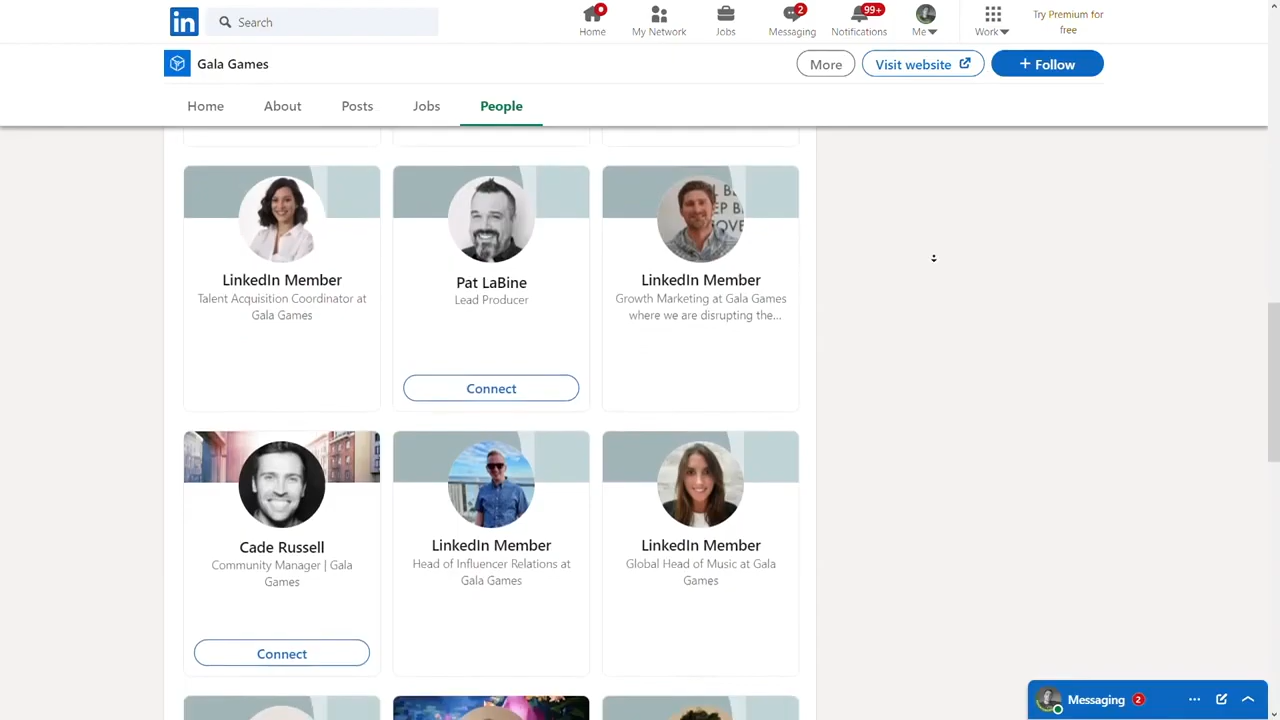 in
Search
Home
My Network
Jobs
2
Messaging
99+
Notifications
Me
Work
Try Premium for
free
Gala Games
More
Visit website
+ Follow
Home
About
Posts
Jobs
People
LinkedIn Member
Talent Acquisition Coordinator at
Gala Games
Pat LaBine
Lead Producer
Connect
LinkedIn Member
Growth Marketing at Gala Games
where we are disrupting the...
Cade Russell
Community Manager | Gala
Games
Connect
LinkedIn Member
Head of Influencer Relations at
Gala Games
LinkedIn Member
Global Head of Music at Gala
Games
Messaging 2